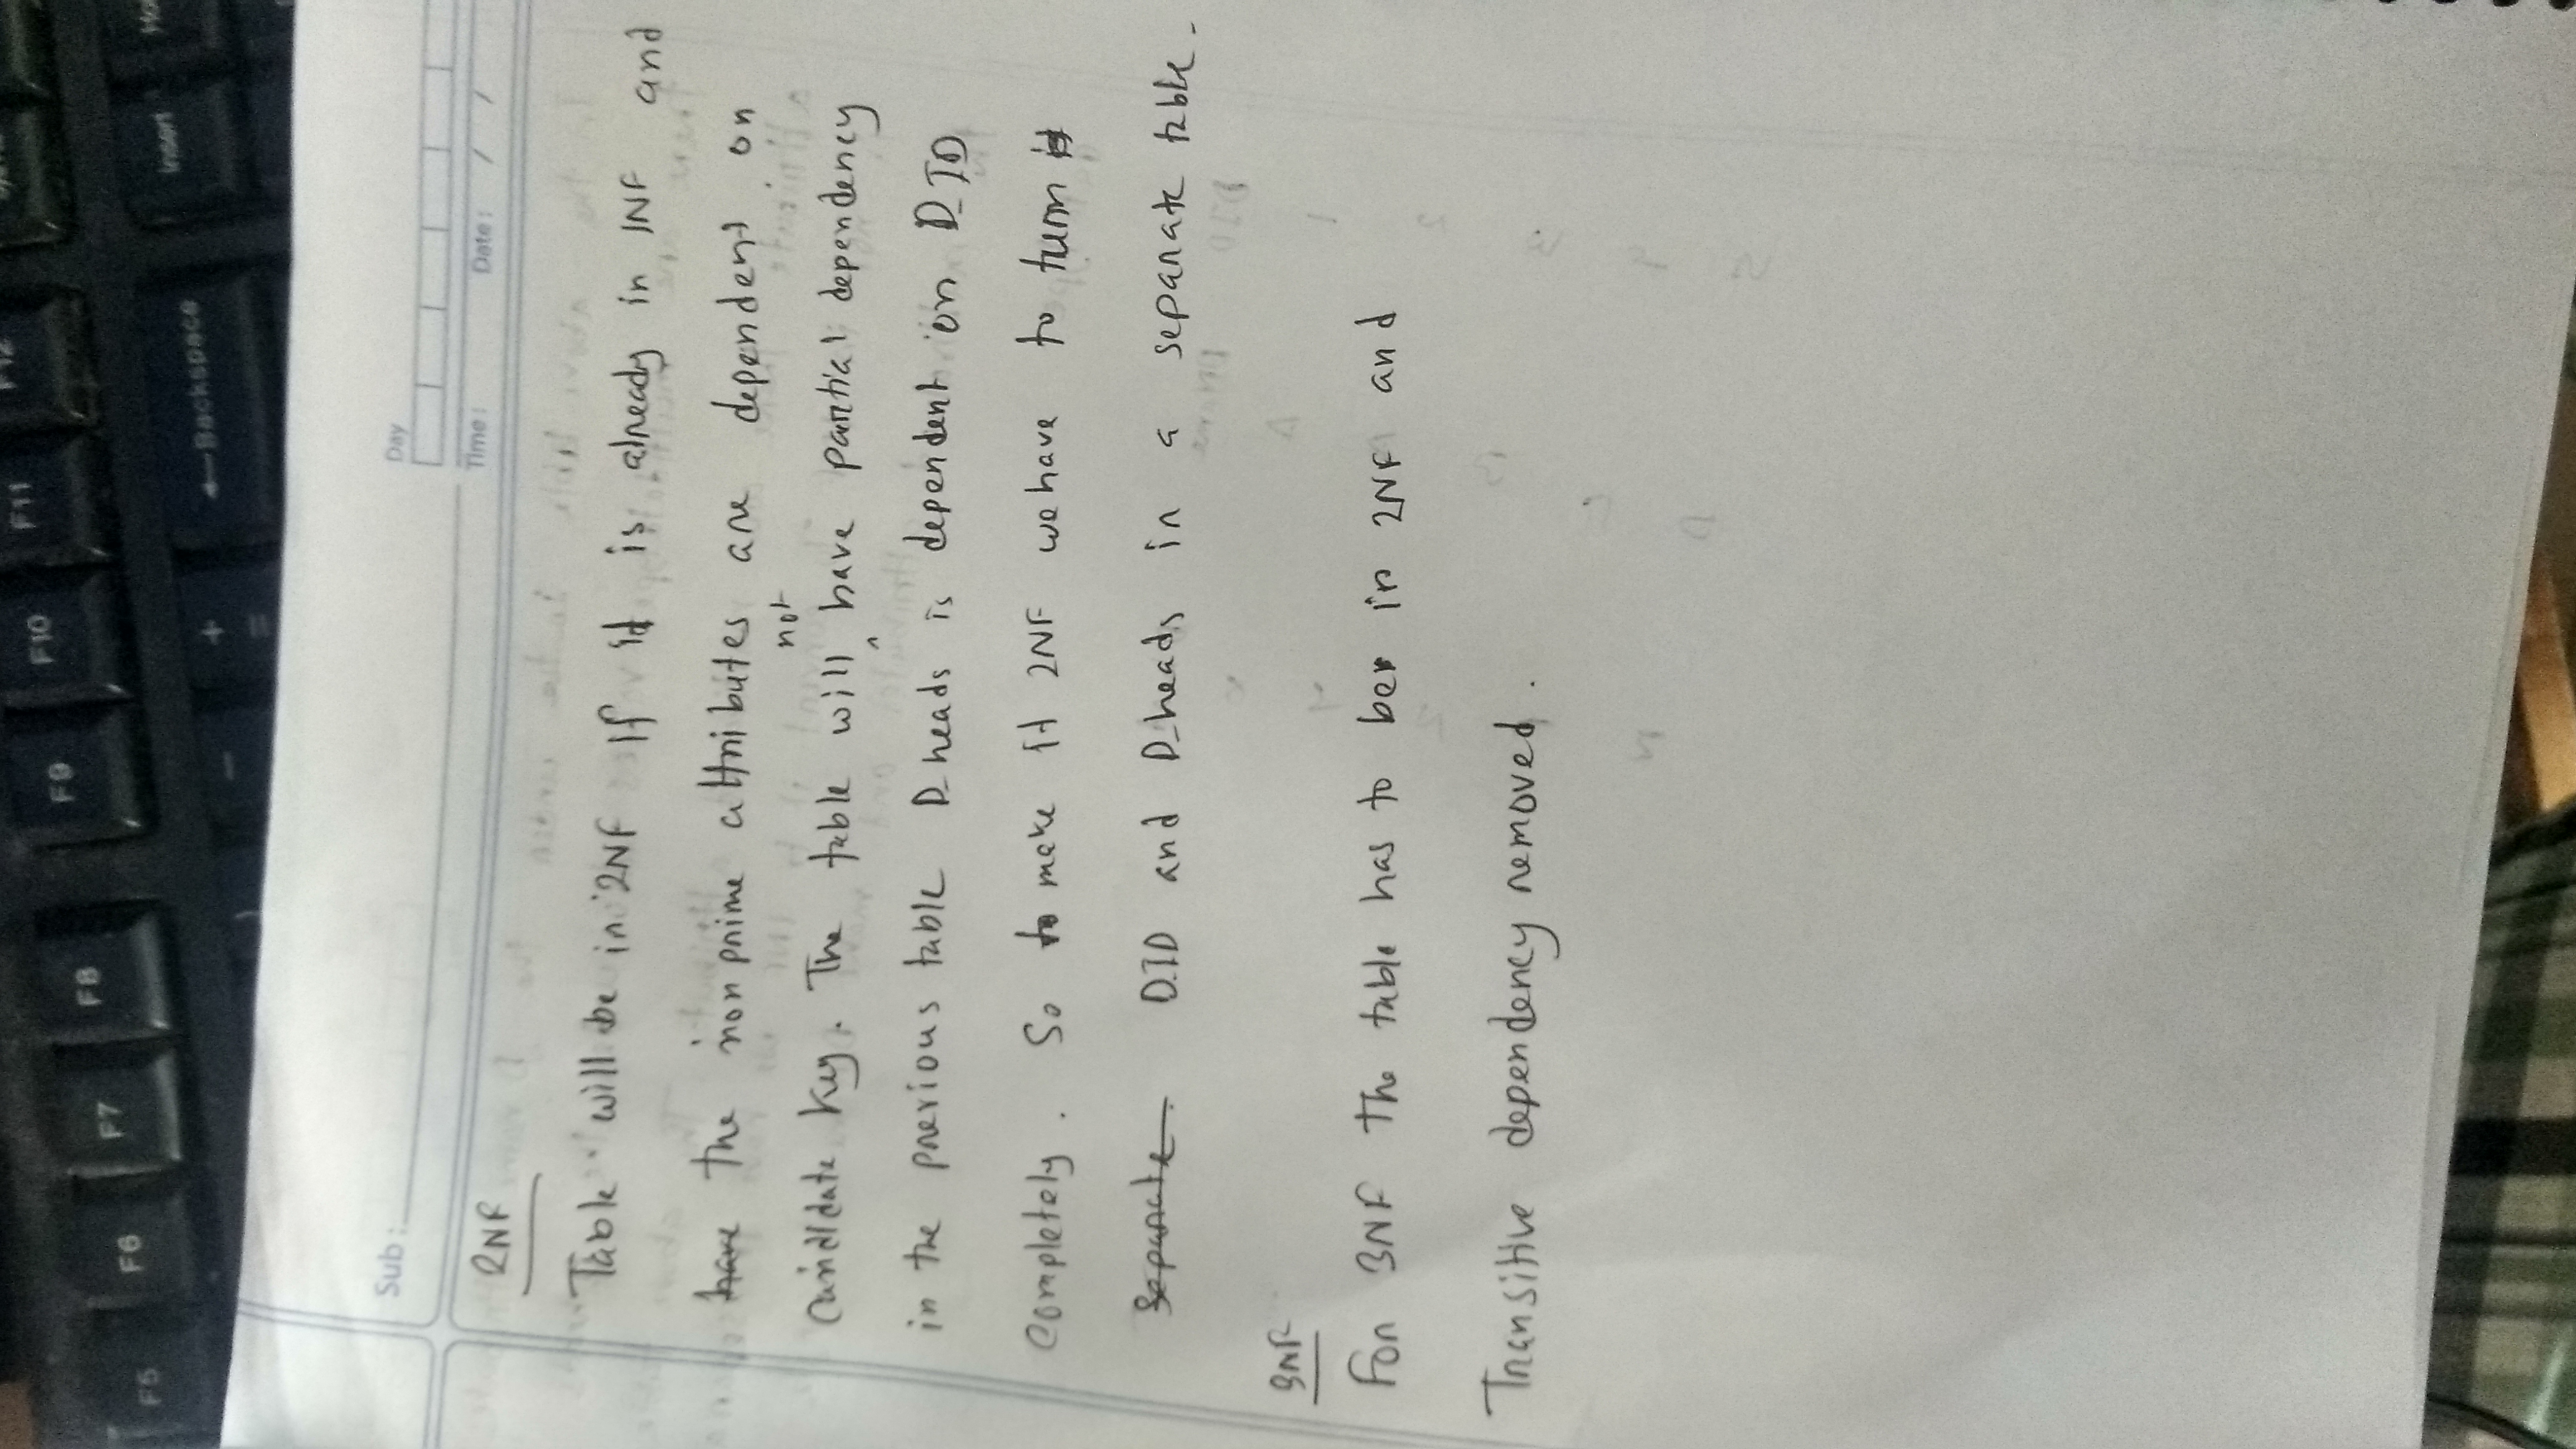 Sub:
Day
Time:
Date: / /
2NF
Table will be in 2NF if it is already in 1NF and
have the non prime attributes are dependent on
candidate key. The table will not have partial dependency
in the previous table D_heads is dependent on D_ID
completely. So to make it 2NF we have to turn it
separate D_ID and D_heads in a separate table.
3NF
For 3NF the table has to be in 2NF and
Transitive dependency removed.
F5
F6
F7
F8
F9
F10
F11
F12
←Backspace
Insert
+
=
-